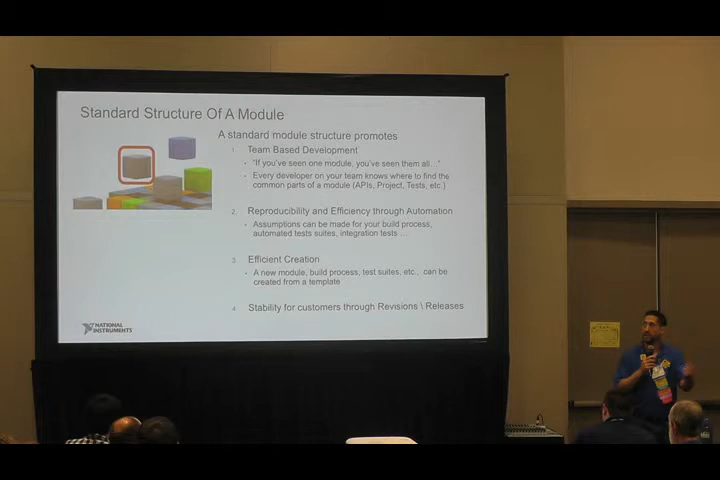 Standard Structure Of A Module
A standard module structure promotes
1. Team Based Development
- "If you've seen one module, you've seen them all..."
- Every developer on your team knows where to find the
common parts of a module (APIs, Project, Tests, etc.)
2. Reproducibility and Efficiency through Automation
- Assumptions can be made for your build process,
automated tests suites, integration tests ...
3. Efficient Creation
- A new module, build process, test suites, etc., can be
created from a template
4. Stability for customers through Revisions \ Releases
NATIONAL
INSTRUMENTS